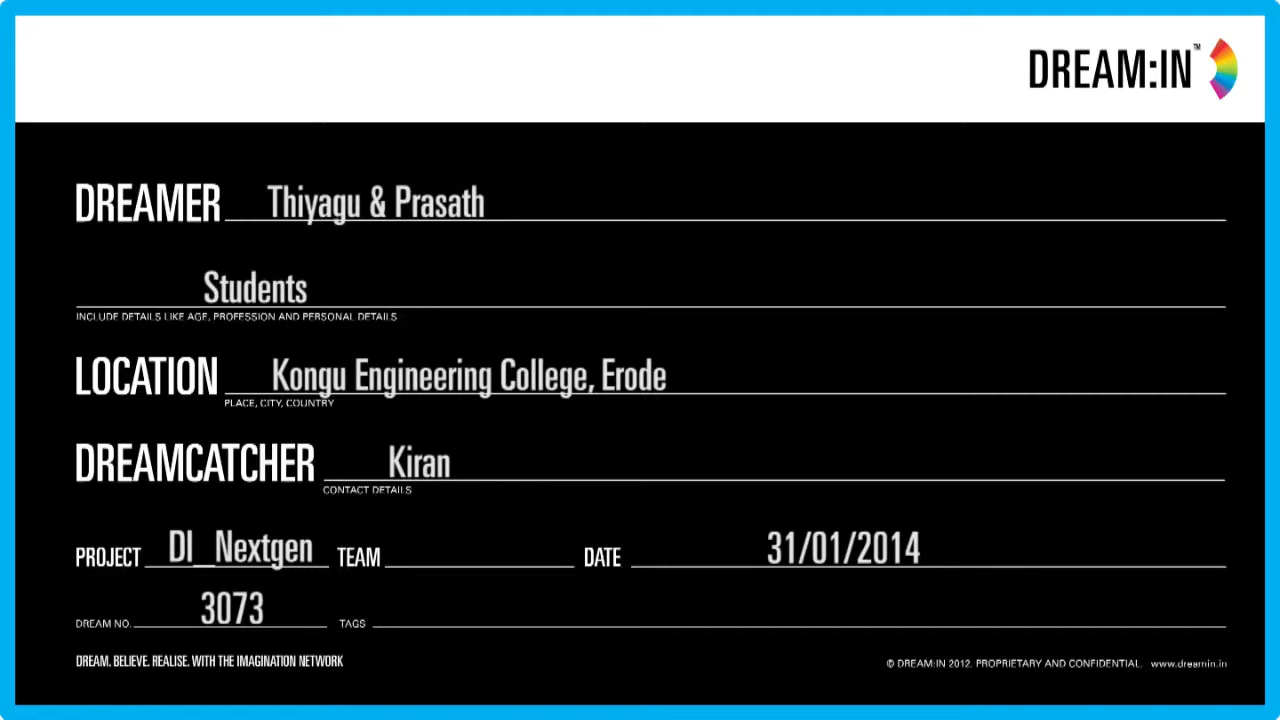 DREAM:IN™
DREAMER Thiyagu & Prasath
Students
INCLUDE DETAILS LIKE AGE, PROFESSION AND PERSONAL DETAILS
LOCATION Kongu Engineering College, Erode
PLACE, CITY, COUNTRY
DREAMCATCHER Kiran
CONTACT DETAILS
PROJECT DI_Nextgen TEAM DATE 31/01/2014
DREAM NO. 3073 TAGS
DREAM. BELIEVE. REALISE. WITH THE IMAGINATION NETWORK © DREAM:IN 2012. PROPRIETARY AND CONFIDENTIAL. www.dreamin.in